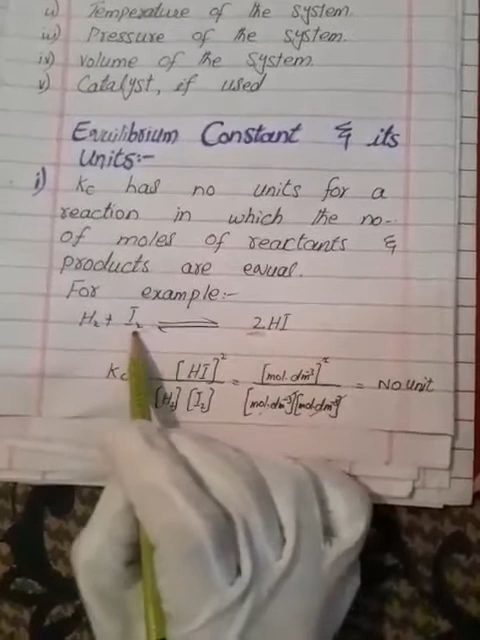 ii) Temperature of the system.
iii) Pressure of the system.
iv) volume of the system.
v) Catalyst, if used
Equilibrium Constant & its
Units:-
i) Kc has no units for a
reaction in which the no-
of moles of reactants &
products are equal.
For example:-
H₂ + I₂ ⇌ 2HI
Kc = [HI]² / [H₂] [I₂] = [mol·dm⁻³]² / [mol·dm⁻³][mol·dm⁻³] = No unit